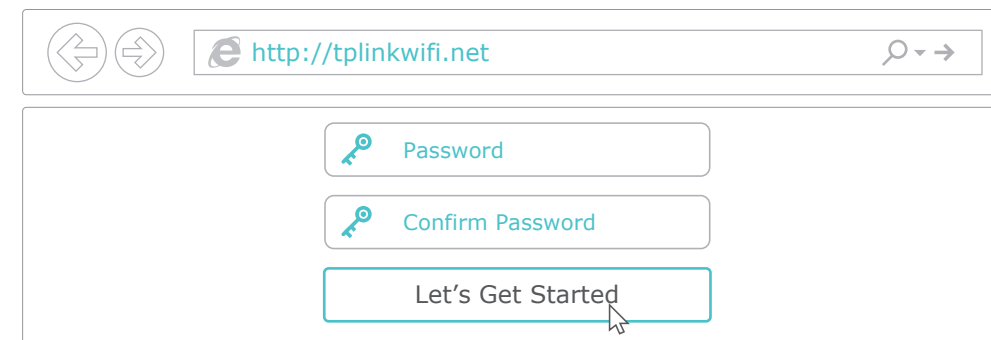 http://tplinkwifi.net
Password
Confirm Password
Let’s Get Started